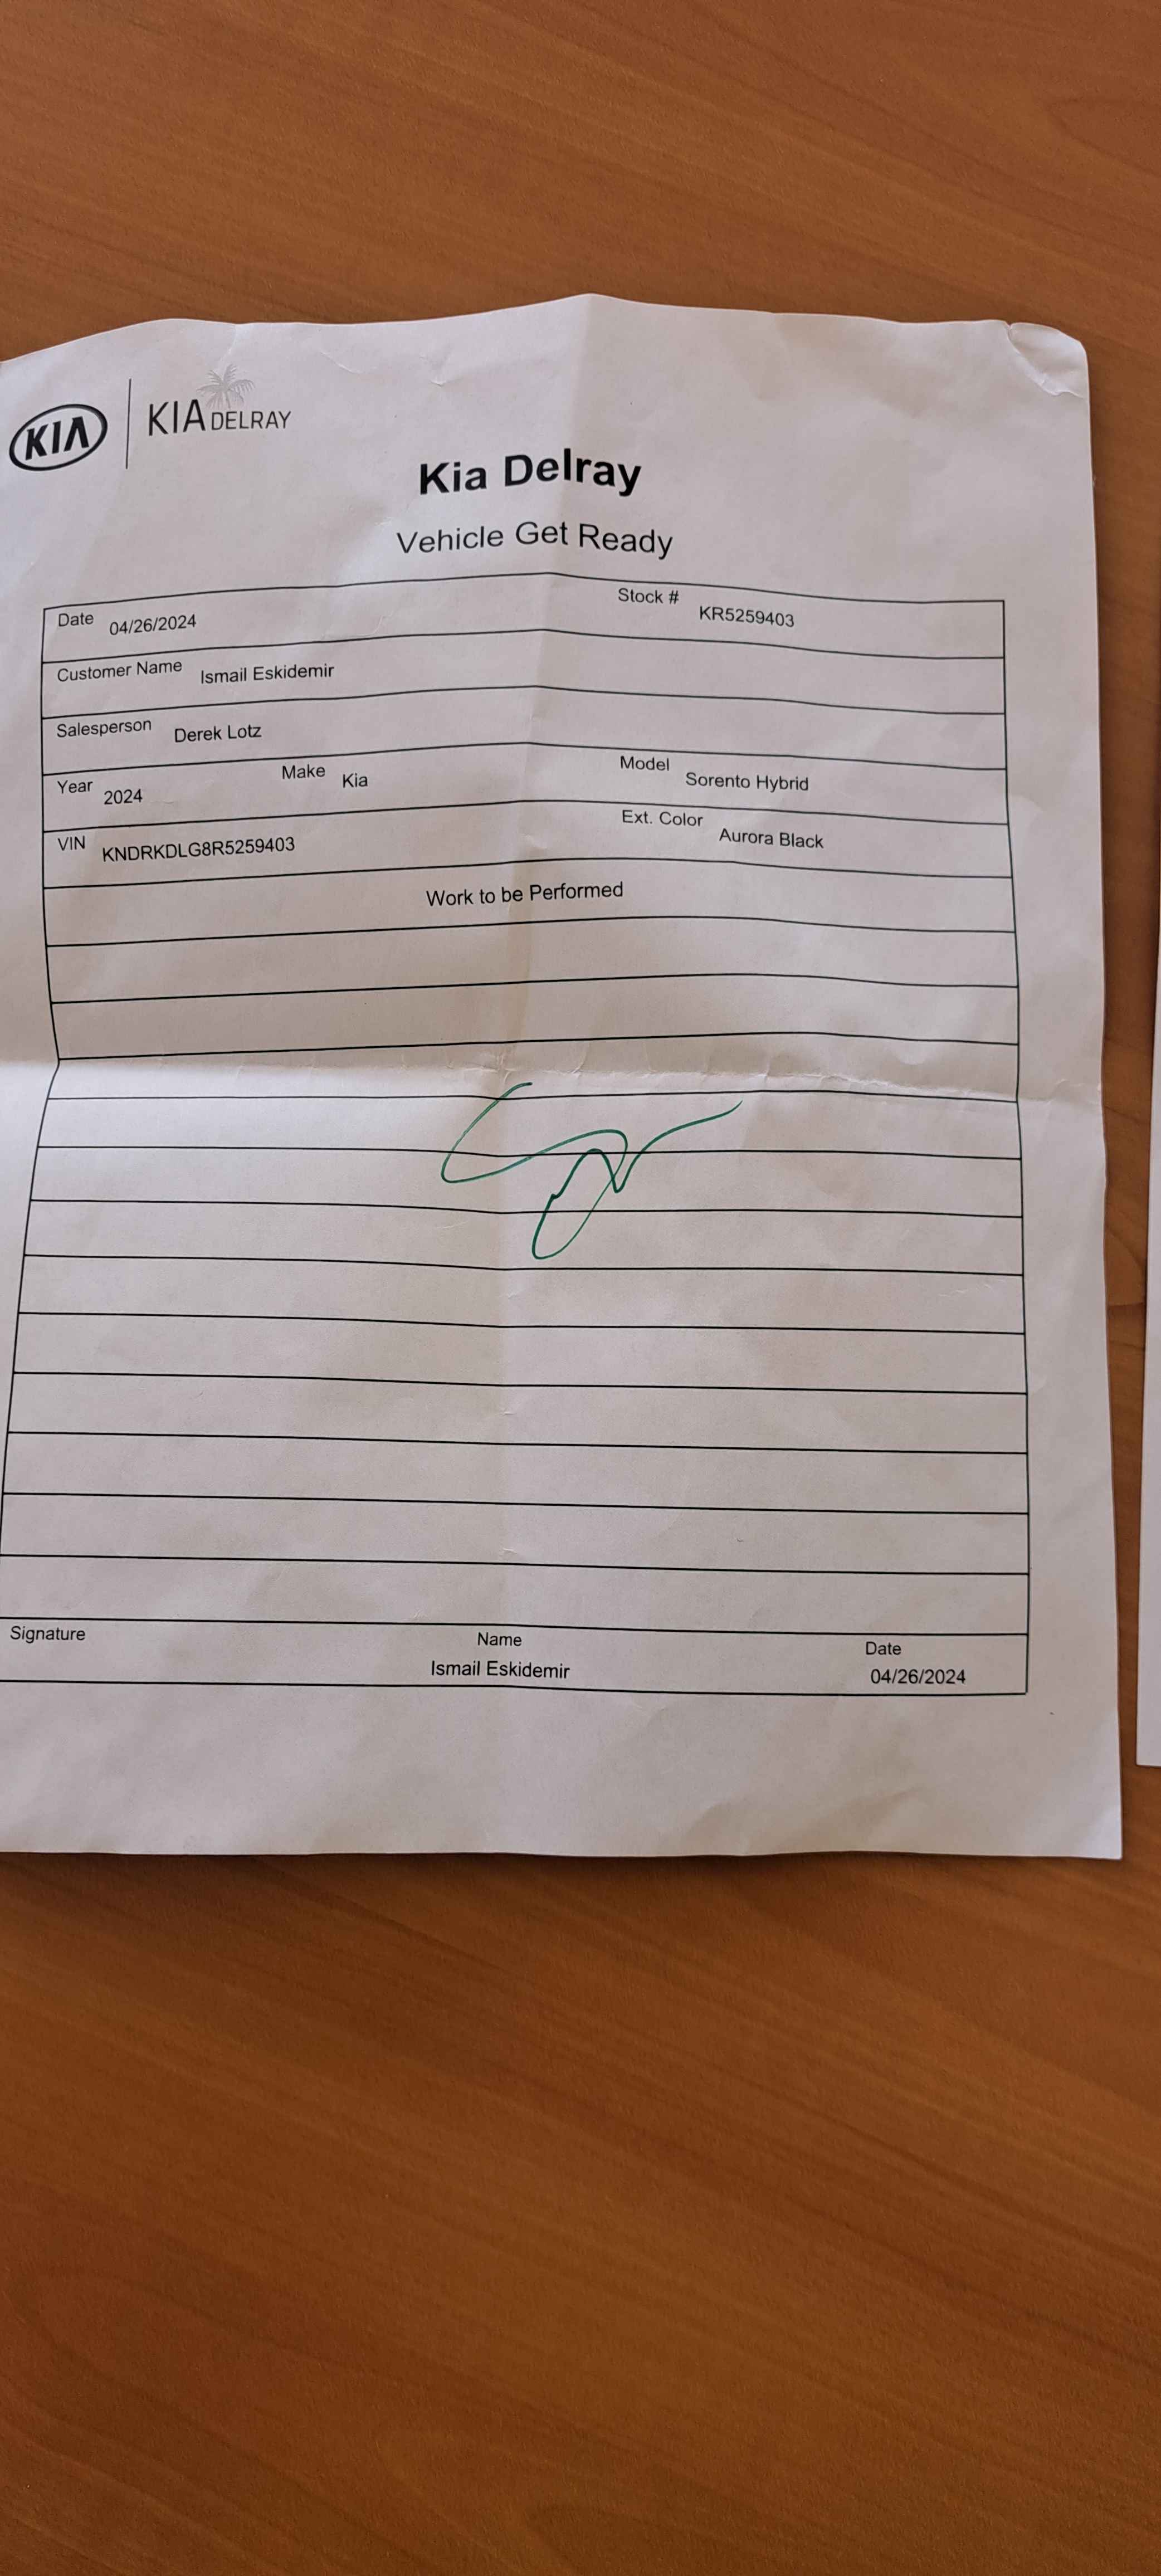 KIA KIA DELRAY
Kia Delray
Vehicle Get Ready
Date 04/26/2024 Stock # KR5259403
Customer Name Ismail Eskidemir
Salesperson Derek Lotz
Year 2024 Make Kia Model Sorento Hybrid
VIN KNDRKDLG8R5259403 Ext. Color Aurora Black
Work to be Performed
Signature Name Date
Ismail Eskidemir 04/26/2024